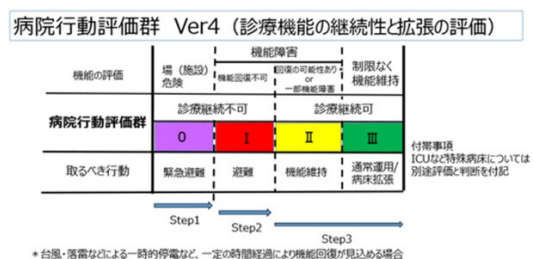 病院行動評価群 Ver4（診療機能の継続性と拡張の評価）
機能障害
機能の評価
場（施設）
危険
機能回復不可
回復の可能性あり>
or
一部機能障害
制限なく
機能維持
診療継続不可
診療継続可
病院行動評価群
0
I
II
III
取るべき行動
緊急避難
避難
機能維持
通常運用/
病床拡張
付帯事項
ICUなど特殊病床については
別途評価と判断を付記
Step1
Step2
Step3
＊台風・落雷などによる一時的停電など、一定の時間経過により機能回復が見込める場合